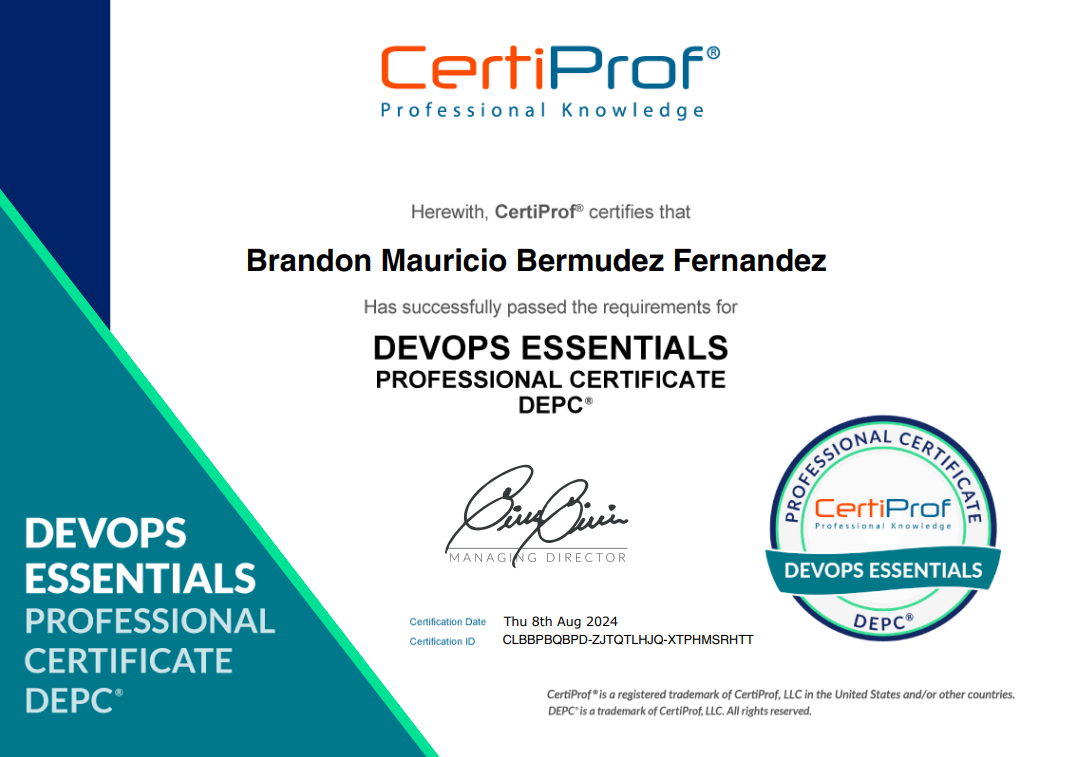 CertiProf®
Professional Knowledge
Herewith, CertiProf® certifies that
Brandon Mauricio Bermudez Fernandez
Has successfully passed the requirements for
DEVOPS ESSENTIALS
PROFESSIONAL CERTIFICATE
DEPC®
MANAGING DIRECTOR
Certification Date Thu 8th Aug 2024
Certification ID CLBBPBQBPD-ZJTQTLHJQ-XTPHMSRHTT
PROFESSIONAL CERTIFICATE
CertiProf
Professional Knowledge
DEVOPS ESSENTIALS
DEPC®
DEVOPS
ESSENTIALS
PROFESSIONAL
CERTIFICATE
DEPC®
CertiProf® is a registered trademark of CertiProf, LLC in the United States and/or other countries.
DEPC® is a trademark of CertiProf, LLC. All rights reserved.